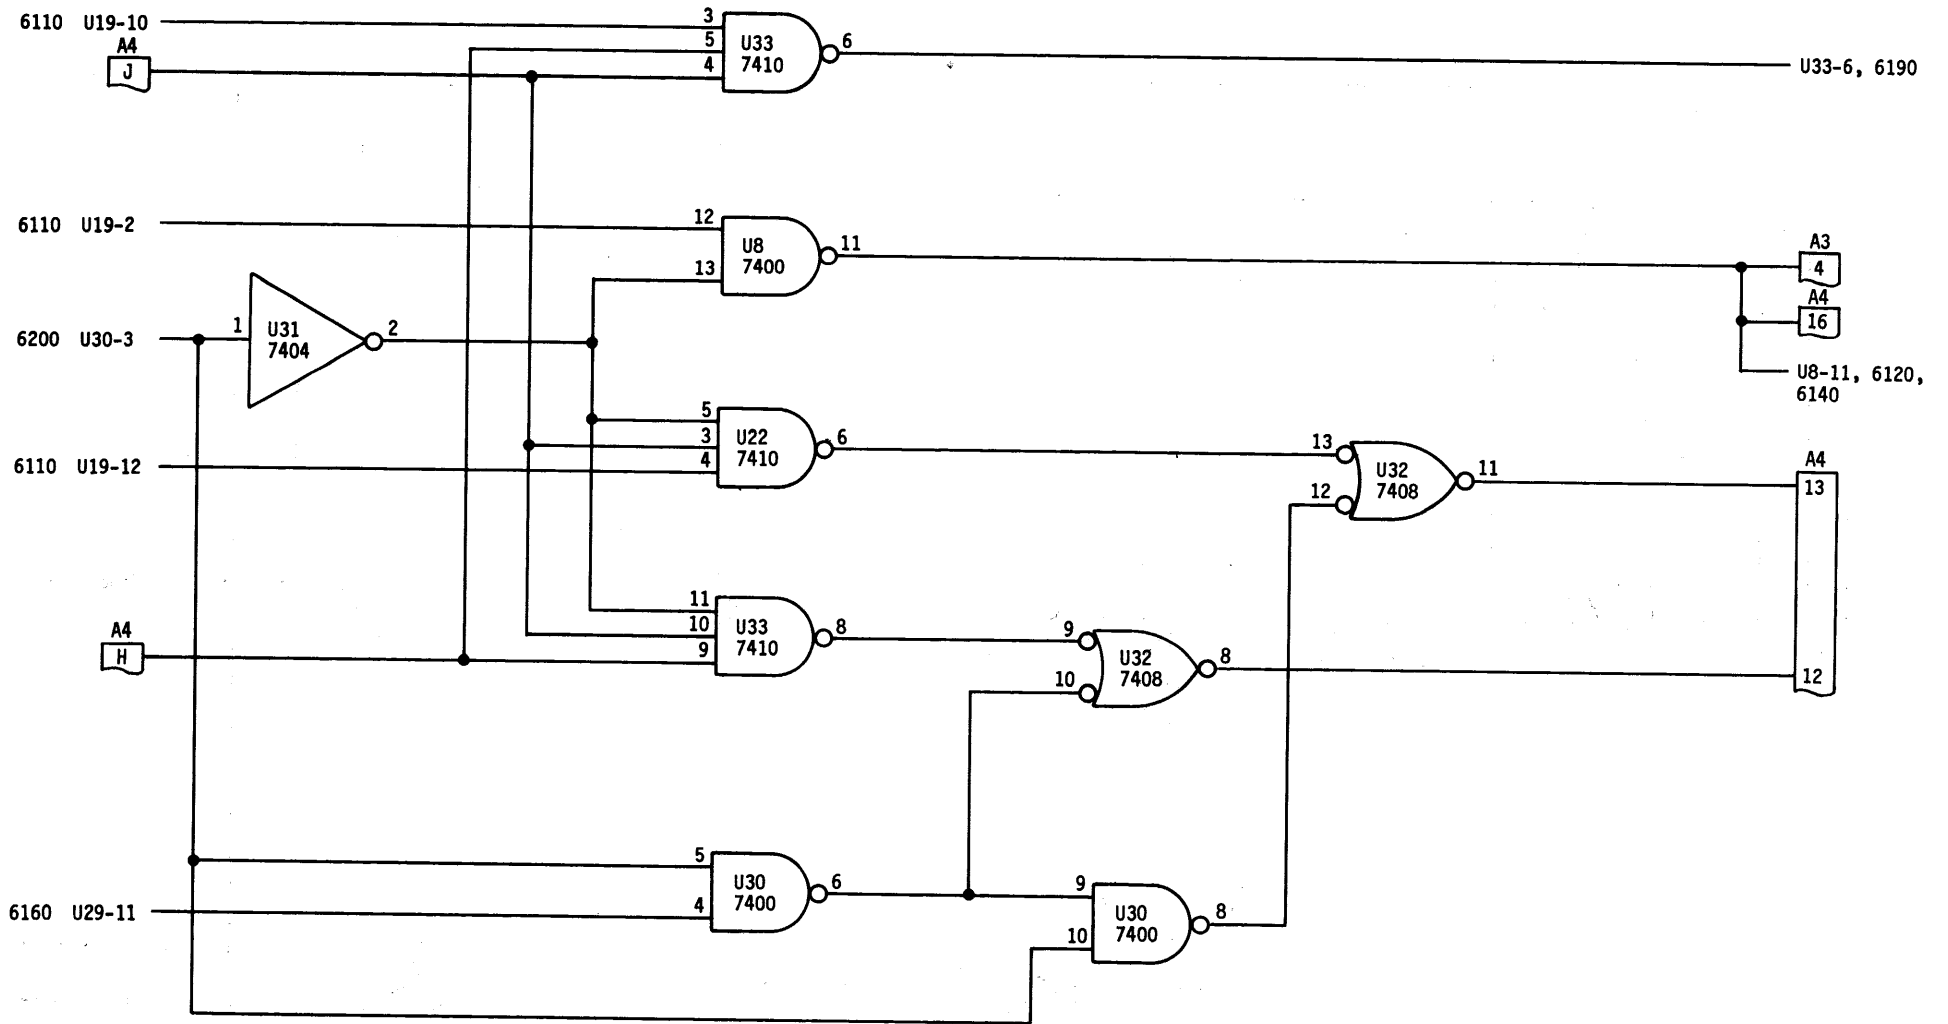 6110 U19-10
3
5
4
U33
7410
6
U33-6, 6190
A4
J
6110 U19-2
12
13
U8
7400
11
A3
4
A4
16
U8-11, 6120,
6140
6200 U30-3
1
U31
7404
2
5
3
4
U22
7410
6
6110 U19-12
13
12
U32
7408
11
A4
13
12
A4
H
11
10
9
U33
7410
8
9
10
U32
7408
8
5
4
U30
7400
6
6160 U29-11
9
10
U30
7400
8